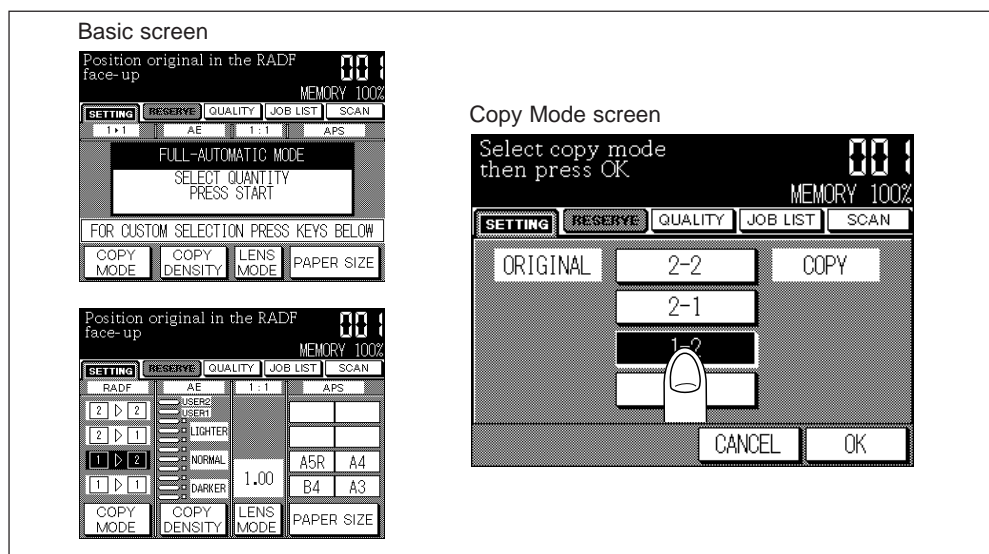 Basic screen
Position original in the RADF
face-up
001
MEMORY 100%
SETTING RESERVE QUALITY JOB LIST SCAN
1▸1 AE 1:1 APS
FULL-AUTOMATIC MODE
SELECT QUANTITY
PRESS START
FOR CUSTOM SELECTION PRESS KEYS BELOW
COPY MODE
COPY DENSITY
LENS MODE
PAPER SIZE
Position original in the RADF
face-up
001
MEMORY 100%
SETTING RESERVE QUALITY JOB LIST SCAN
RADF AE 1:1 APS
2 ▷ 2
2 ▷ 1
1 ▷ 2
1 ▷ 1
USER2
USER1
LIGHTER
NORMAL
DARKER
1.00
A5R A4
B4 A3
COPY MODE
COPY DENSITY
LENS MODE
PAPER SIZE
Copy Mode screen
Select copy mode
then press OK
001
MEMORY 100%
SETTING RESERVE QUALITY JOB LIST SCAN
ORIGINAL 2-2 COPY
2-1
1-2
CANCEL OK